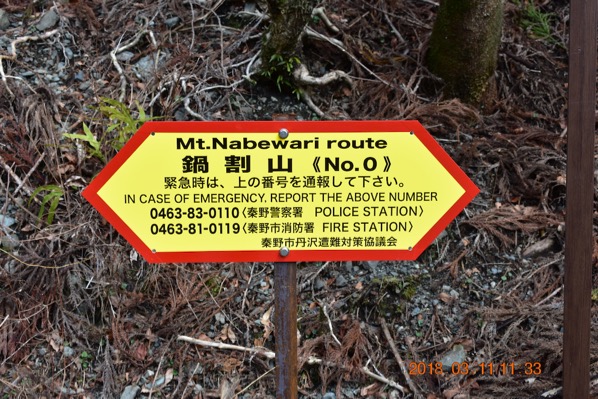 Mt.Nabewari route
鍋割山《No.0》
緊急時は、上の番号を通報して下さい。
IN CASE OF EMERGENCY. REPORT THE ABOVE NUMBER
0463-83-0110〈秦野警察署 POLICE STATION〉
0463-81-0119〈秦野市消防署 FIRE STATION〉
秦野市丹沢遭難対策協議会
2018. 03. 11 11. 33